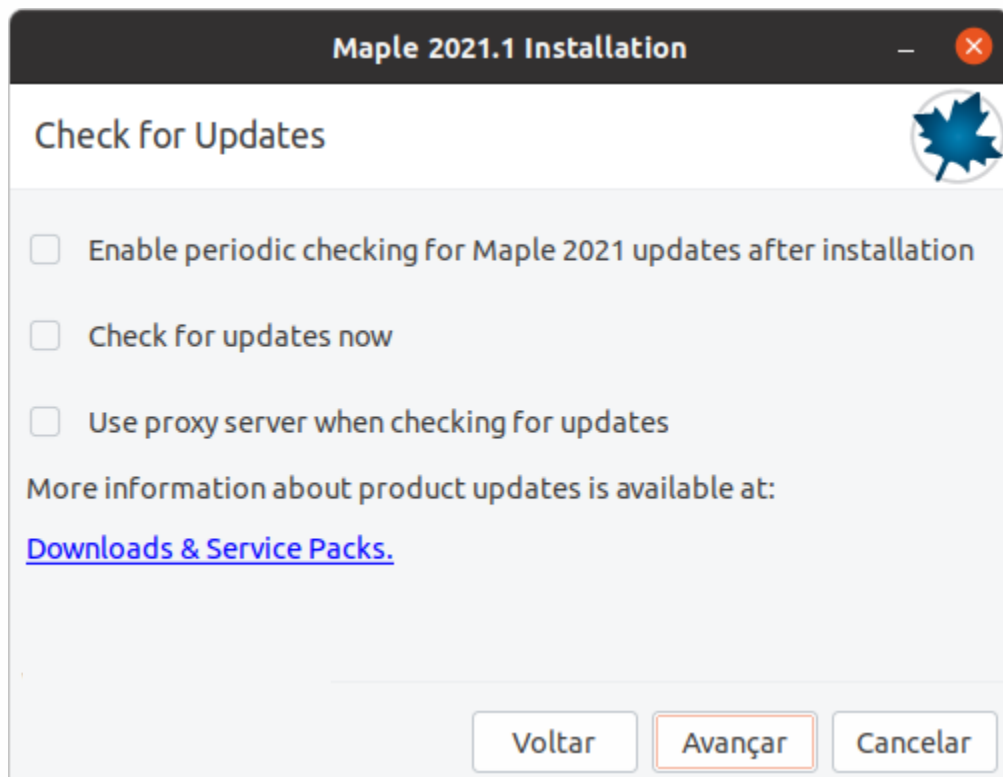 Maple 2021.1 Installation
Check for Updates
Enable periodic checking for Maple 2021 updates after installation
Check for updates now
Use proxy server when checking for updates
More information about product updates is available at:
Downloads & Service Packs.
Voltar Avançar Cancelar